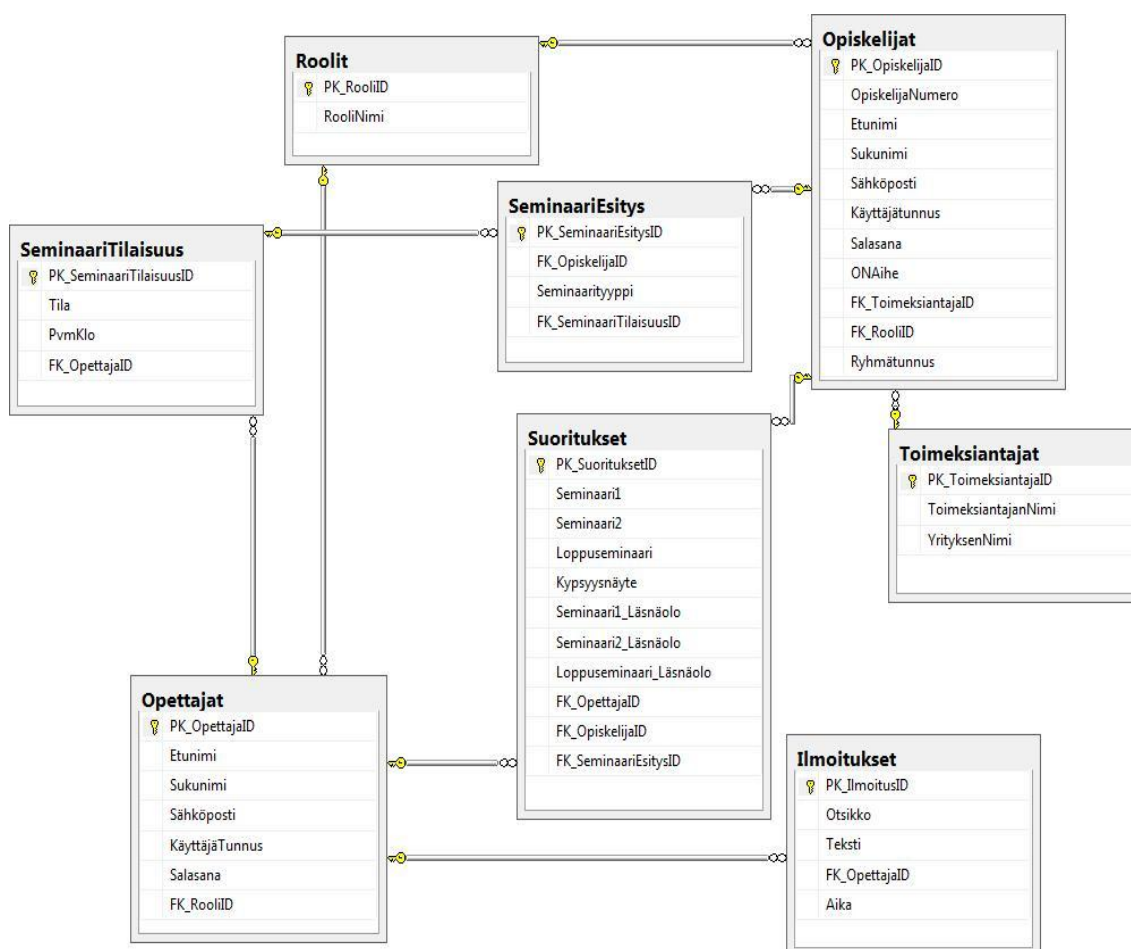 Roolit
PK_RooliID
RooliNimi
Opiskelijat
PK_OpiskelijaID
OpiskelijaNumero
Etunimi
Sukunimi
Sähköposti
Käyttäjätunnus
Salasana
ONAihe
FK_ToimeksiantajaID
FK_RooliID
Ryhmätunnus
SeminaariEsitys
PK_SeminaariEsitysID
FK_OpiskelijaID
Seminaarityyppi
FK_SeminaariTilaisuusID
SeminaariTilaisuus
PK_SeminaariTilaisuusID
Tila
PvmKlo
FK_OpettajaID
Suoritukset
PK_SuorituksetID
Seminaari1
Seminaari2
Loppuseminaari
Kypsyysnäyte
Seminaari1_Läsnäolo
Seminaari2_Läsnäolo
Loppuseminaari_Läsnäolo
FK_OpettajaID
FK_OpiskelijaID
FK_SeminaariEsitysID
Toimeksiantajat
PK_ToimeksiantajaID
ToimeksiantajanNimi
YrityksenNimi
Opettajat
PK_OpettajaID
Etunimi
Sukunimi
Sähköposti
KäyttäjäTunnus
Salasana
FK_RooliID
Ilmoitukset
PK_IlmoitusID
Otsikko
Teksti
FK_OpettajaID
Aika